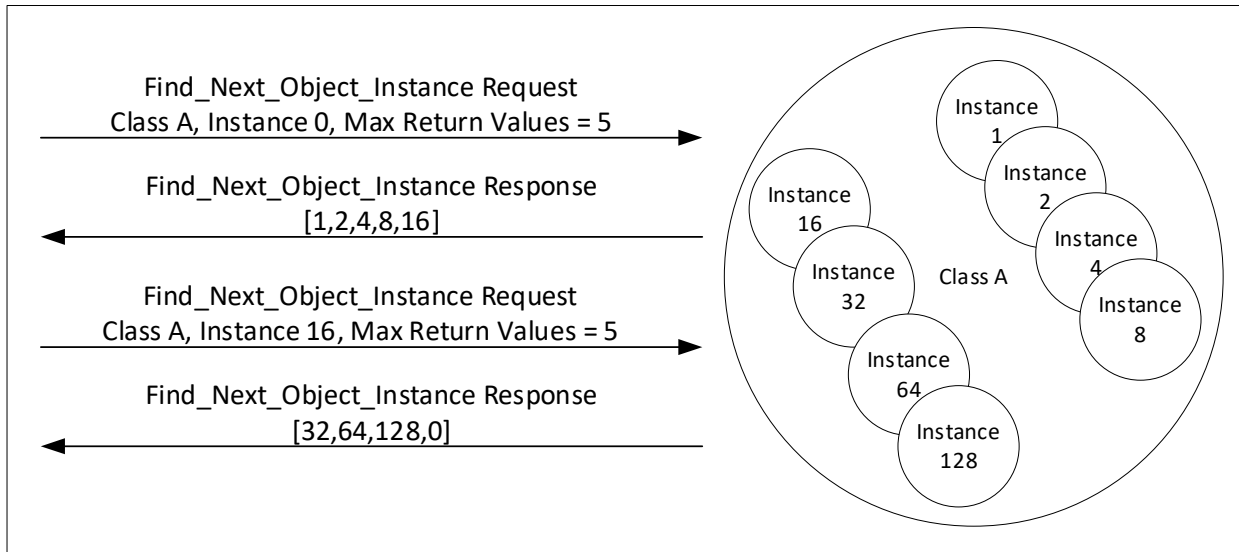 Find_Next_Object_Instance Request
Class A, Instance 0, Max Return Values = 5
Find_Next_Object_Instance Response
[1,2,4,8,16]
Find_Next_Object_Instance Request
Class A, Instance 16, Max Return Values = 5
Find_Next_Object_Instance Response
[32,64,128,0]
Instance
1
Instance
2
Instance
4
Instance
8
Class A
Instance
16
Instance
32
Instance
64
Instance
128